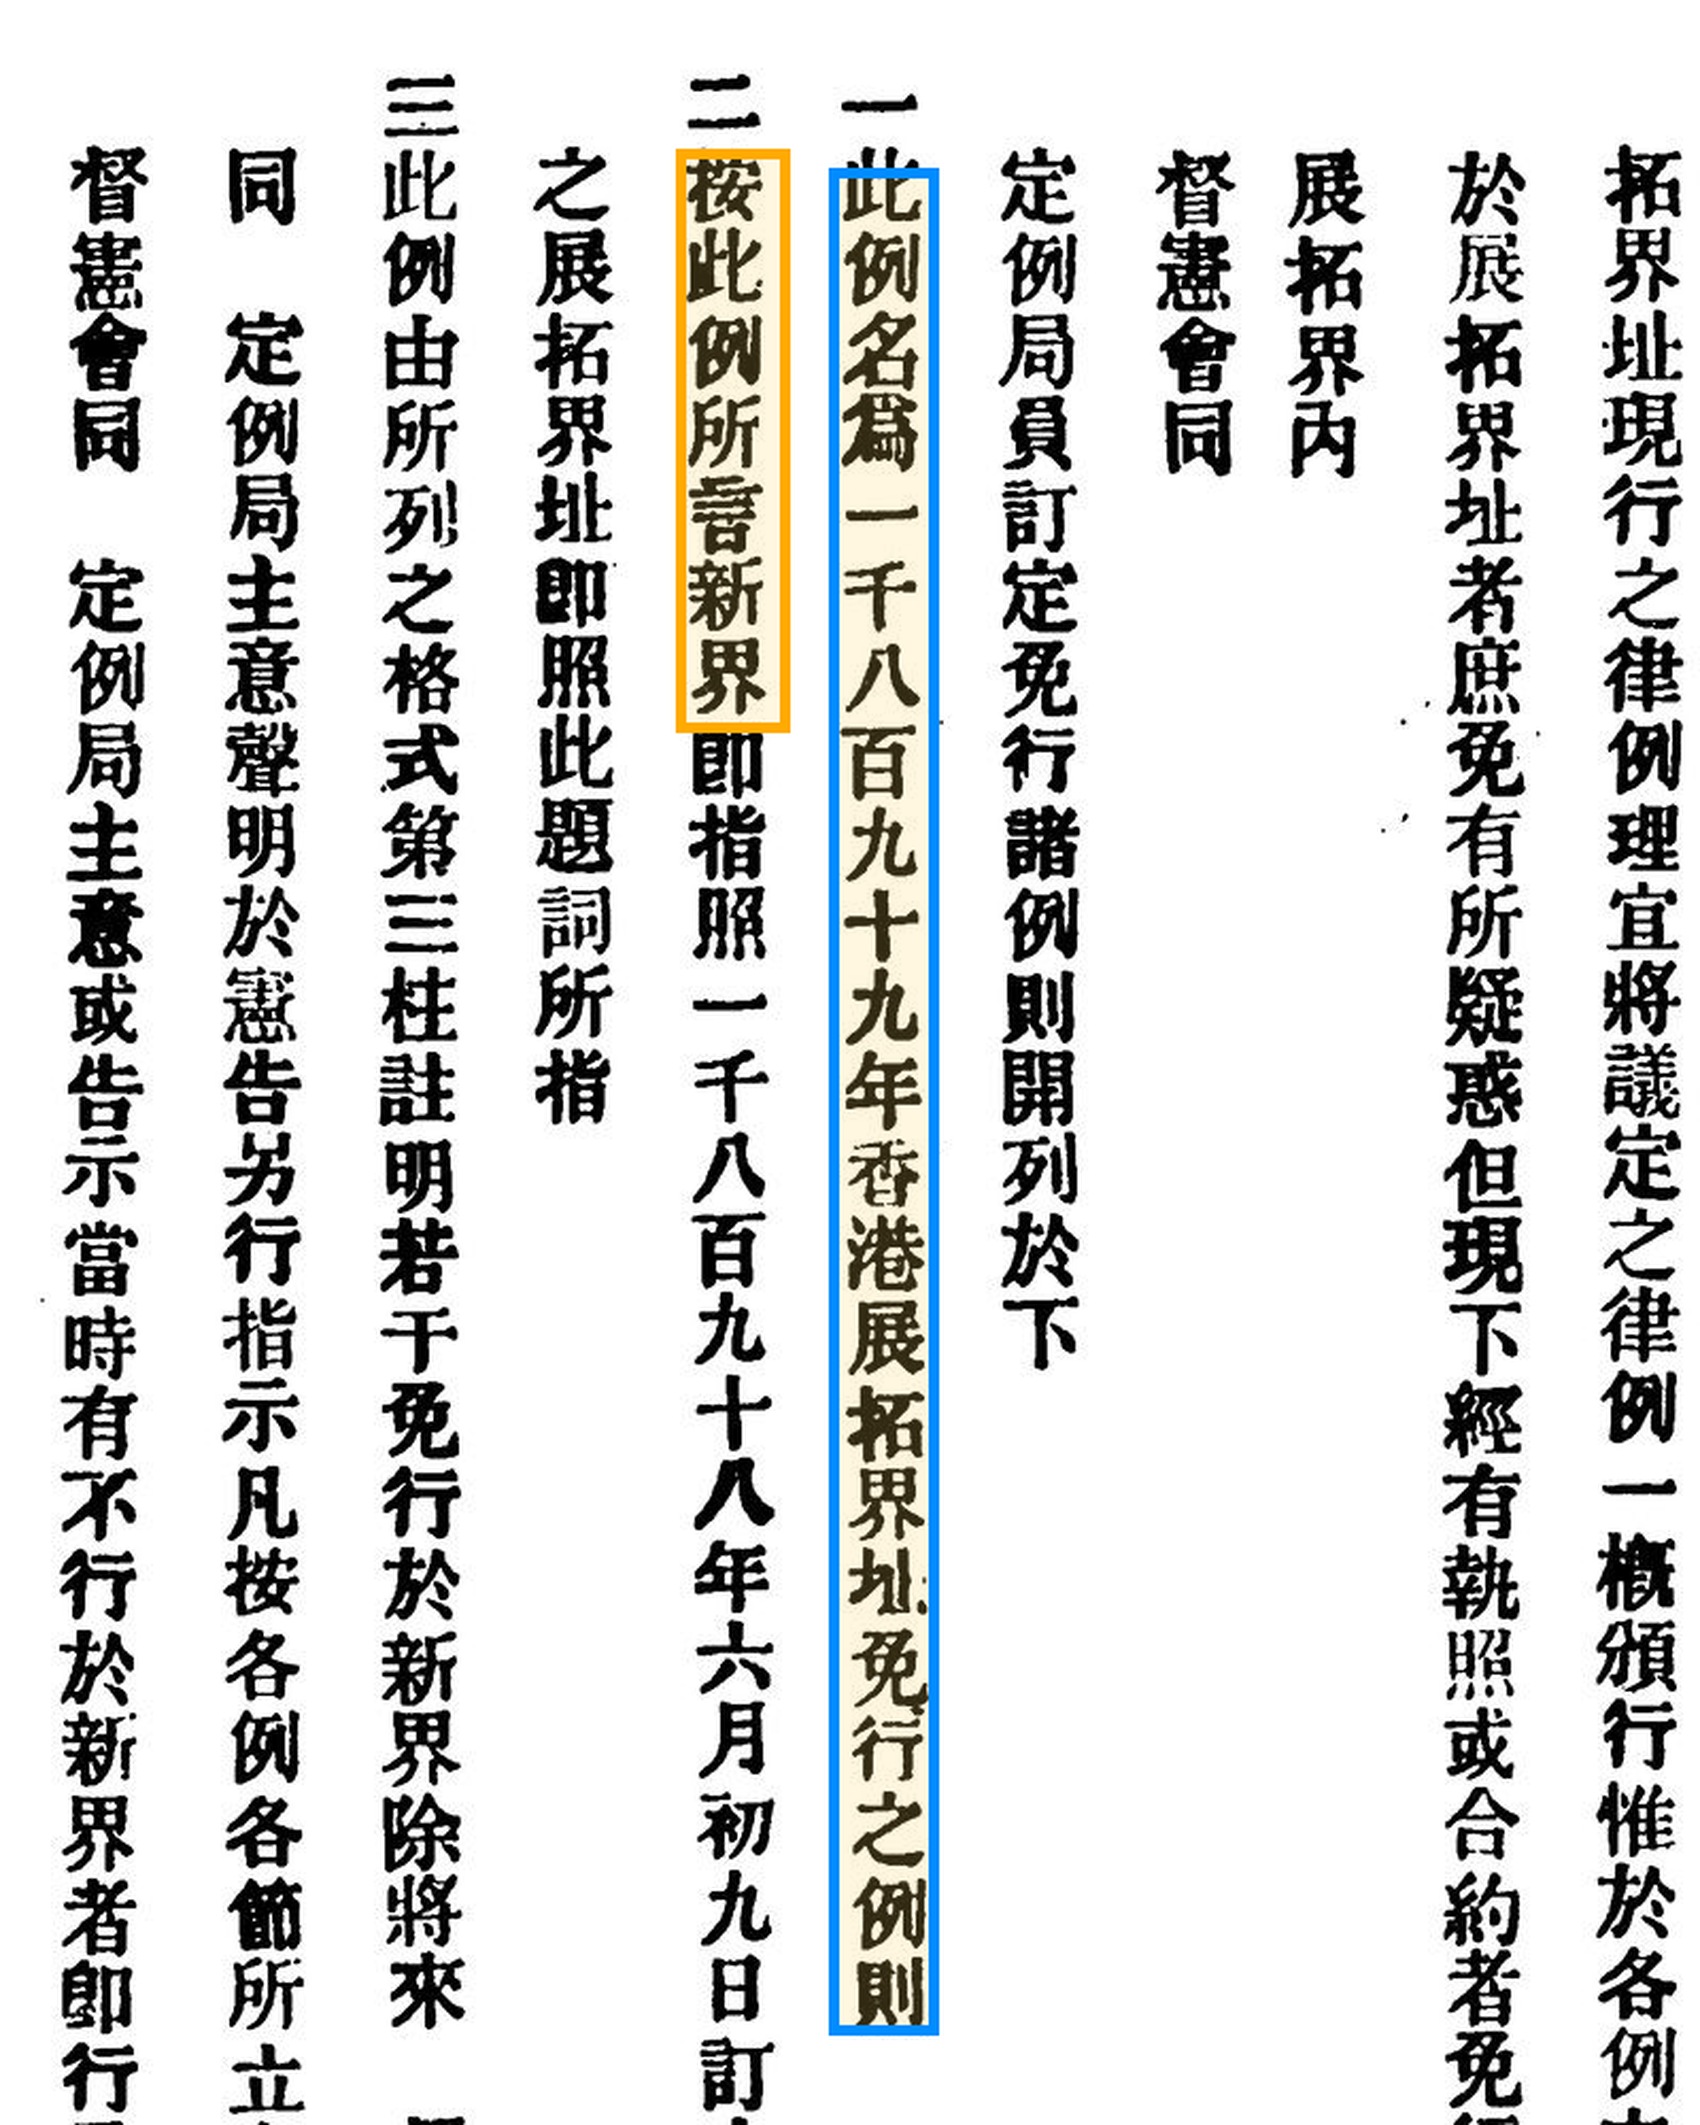 拓界址現行之律例理宜將議定之律例一概頒行惟於各例
於展拓界址者庶免有所疑惑但現下經有執照或合約者免
展拓界內
督憲會同
定例局員訂定免行諸例則開列於下
一此例名爲一千八百九十九年香港展拓界址免行之例則
二按此例所言新界卽指照一千八百九十八年六月初九日訂
之展拓界址卽照此題詞所指
三此例由所列之格式第三柱註明若干免行於新界除將來
同 定例局主意聲明於憲告另行指示凡按各例各節所立
督憲會同 定例局主意或告示當時有不行於新界者卽行